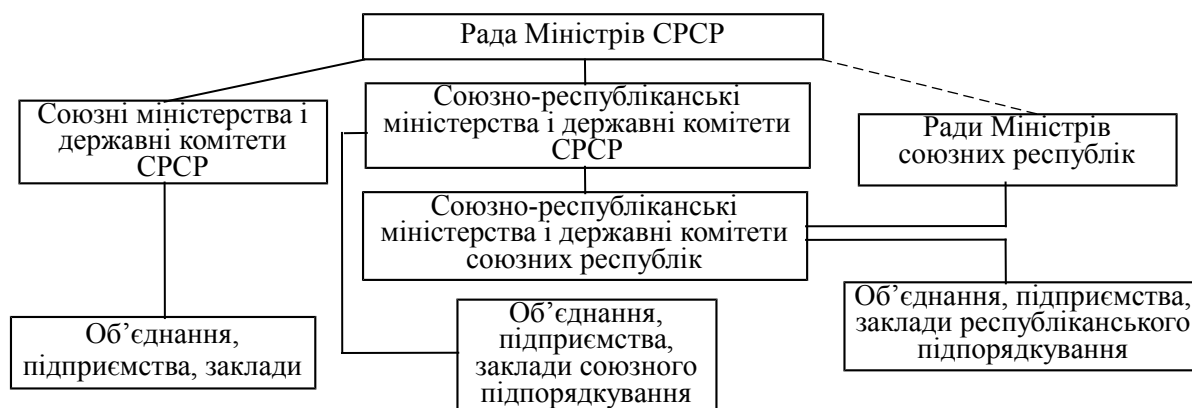 Рада Міністрів СРСР
Союзні міністерства і
державні комітети
СРСР
Союзно-республіканські
міністерства і державні комітети
СРСР
Ради Міністрів
союзних республік
Союзно-республіканські
міністерства і державні комітети
союзних республік
Об’єднання,
підприємства, заклади
Об’єднання,
підприємства,
заклади союзного
підпорядкування
Об’єднання, підприємства,
заклади республіканського
підпорядкування